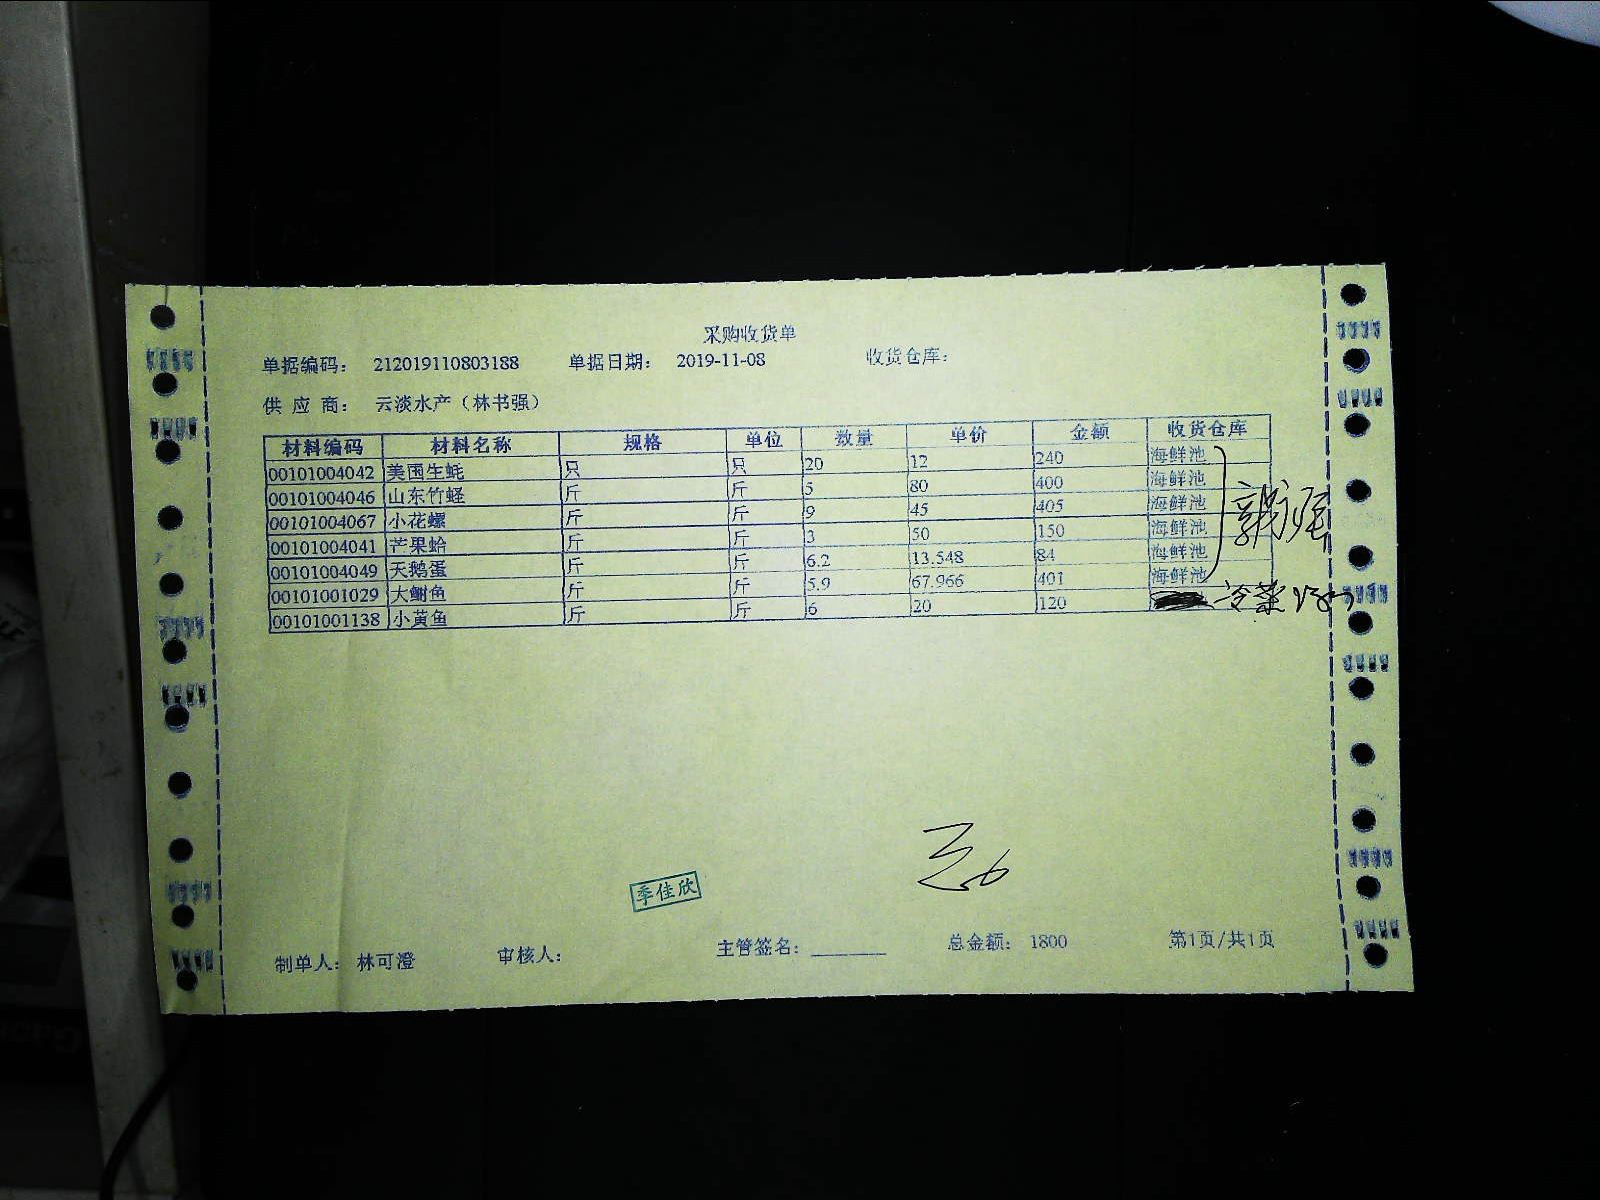 采购收货单
单据编码： 212019110803188 单据日期： 2019-11-08 收货仓库：
供 应 商： 云淡水产（林书强）
材料编码 材料名称 规格 单位 数量 单价 金额 收货仓库
00101004042 美国生蚝 只 只 20 12 240 海鲜池
00101004046 山东竹蛏 斤 斤 5 80 400 海鲜池
00101004067 小花螺 斤 斤 9 45 405 海鲜池
00101004041 芒果蛤 斤 斤 3 50 150 海鲜池
00101004049 天鹅蛋 斤 斤 6.2 13.548 84 海鲜池
00101001029 大鲥鱼 斤 斤 5.9 67.966 401 海鲜池
00101001138 小黄鱼 斤 斤 6 20 120 冷菜
季佳欣
制单人： 林可澄 审核人： 主管签名： 总金额： 1800 第1页/共1页